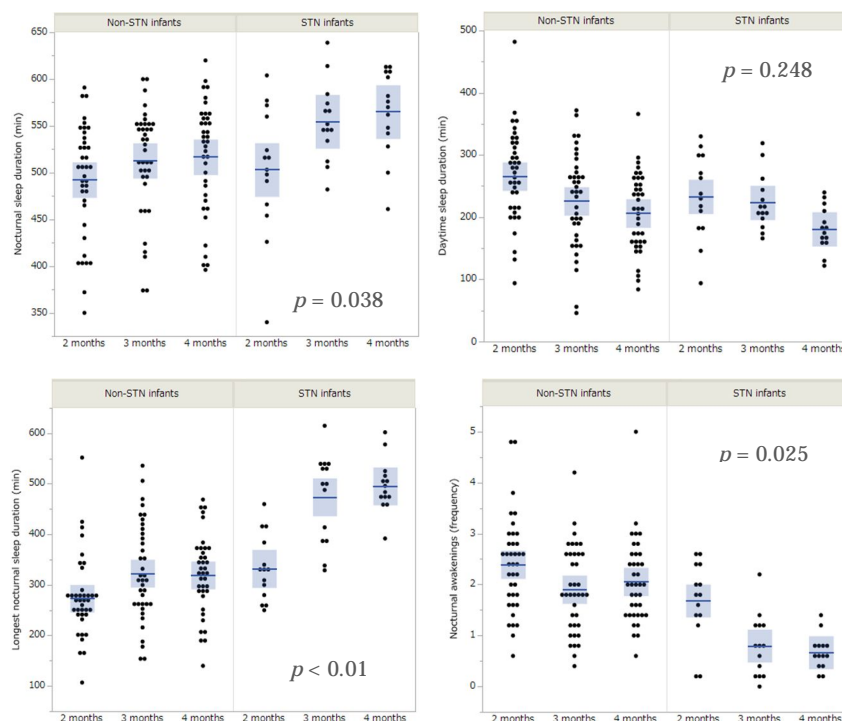 Non-STN infants STN infants
Nocturnal sleep duration (min)
650
600
550
500
450
400
350
p = 0.038
2 months 3 months 4 months 2 months 3 months 4 months
Non-STN infants STN infants
Daytime sleep duration (min)
500
400
300
200
100
0
p = 0.248
2 months 3 months 4 months 2 months 3 months 4 months
Non-STN infants STN infants
Longest nocturnal sleep duration (min)
600
500
400
300
200
100
p < 0.01
2 months 3 months 4 months 2 months 3 months 4 months
Non-STN infants STN infants
Nocturnal awakenings (frequency)
5
4
3
2
1
0
p = 0.025
2 months 3 months 4 months 2 months 3 months 4 months